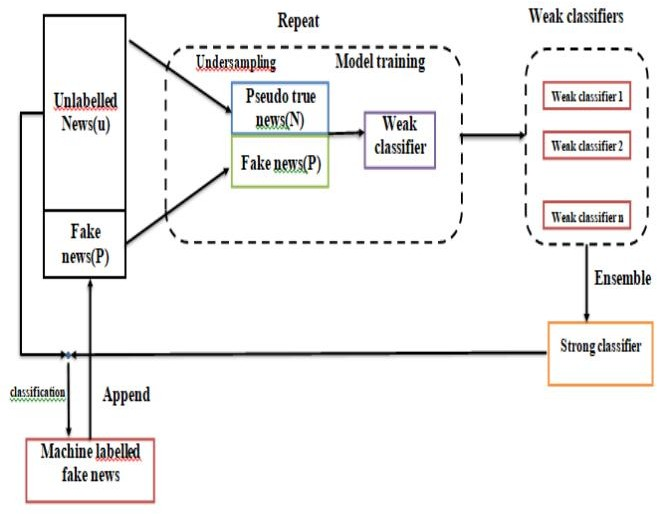 Repeat
Weak classifiers
Undersampling
Model training
Unlabelled
News(u)
Pseudo true
news(N)
Fake news(P)
Weak
classifier
Weak classifier 1
Weak classifier 2
Weak classifier n
Fake
news(P)
Ensemble
Strong classifier
classification
Append
Machine labelled
fake news